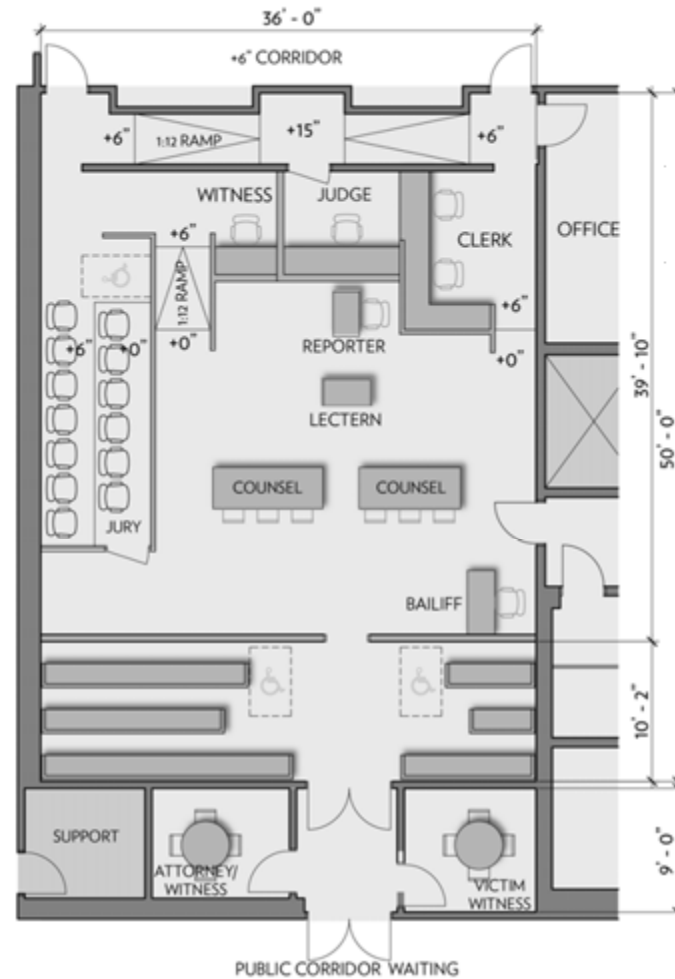 36' - 0"
+6" CORRIDOR
+6"
1:12 RAMP
+15"
+6"
WITNESS
JUDGE
CLERK
OFFICE
+6"
1:12 RAMP
+0"
+6"
+0"
+6"
+0"
REPORTER
LECTERN
39' - 10"
50' - 0"
COUNSEL
COUNSEL
JURY
BAILIFF
10' - 2"
SUPPORT
ATTORNEY/
WITNESS
VICTIM
WITNESS
9' - 0"
PUBLIC CORRIDOR WAITING